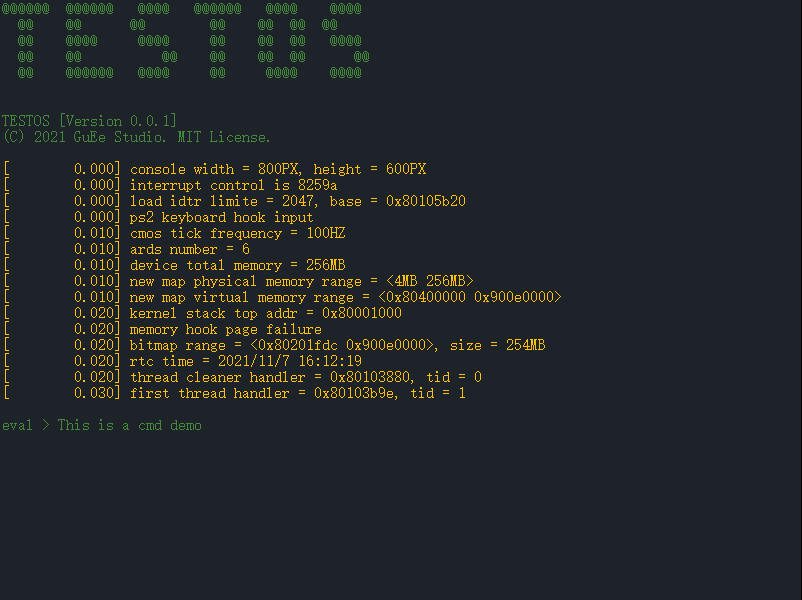 TESTOS
TESTOS [Version 0.0.1]
(C) 2021 GuEe Studio. MIT License.
[        0.000] console width = 800PX, height = 600PX
[        0.000] interrupt control is 8259a
[        0.000] load idtr limite = 2047, base = 0x80105b20
[        0.000] ps2 keyboard hook input
[        0.010] cmos tick frequency = 100HZ
[        0.010] ards number = 6
[        0.010] device total memory = 256MB
[        0.010] new map physical memory range = <4MB 256MB>
[        0.010] new map virtual memory range = <0x80400000 0x900e0000>
[        0.020] kernel stack top addr = 0x80001000
[        0.020] memory hook page failure
[        0.020] bitmap range = <0x80201fdc 0x900e0000>, size = 254MB
[        0.020] rtc time = 2021/11/7 16:12:19
[        0.020] thread cleaner handler = 0x80103880, tid = 0
[        0.030] first thread handler = 0x80103b9e, tid = 1
eval > This is a cmd demo